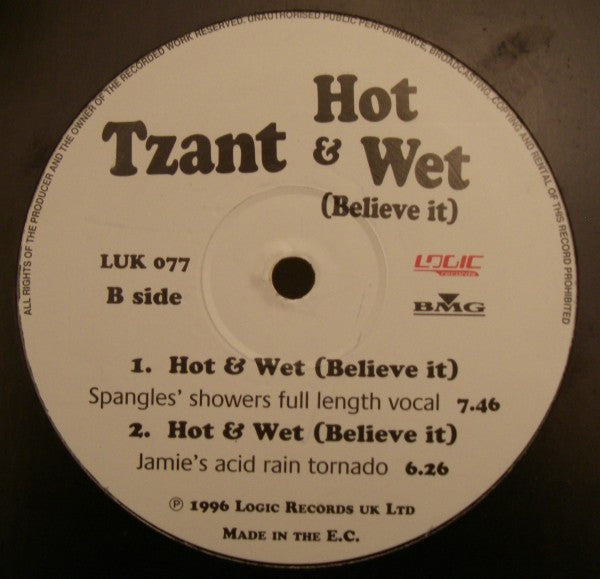 ALL RIGHTS OF THE PRODUCER AND THE OWNER OF THE RECORDED WORK RESERVED. UNAUTHORISED PUBLIC PERFORMANCE, BROADCASTING, COPYING AND RENTAL OF THIS RECORD PROHIBITED
Tzant Hot & Wet
(Believe it)
LUK 077
B side
LOGIC
records
BMG
1. Hot & Wet (Believe it)
Spangles' showers full length vocal 7.46
2. Hot & Wet (Believe it)
Jamie's acid rain tornado 6.26
℗ 1996 Logic Records UK Ltd
Made in the E.C.